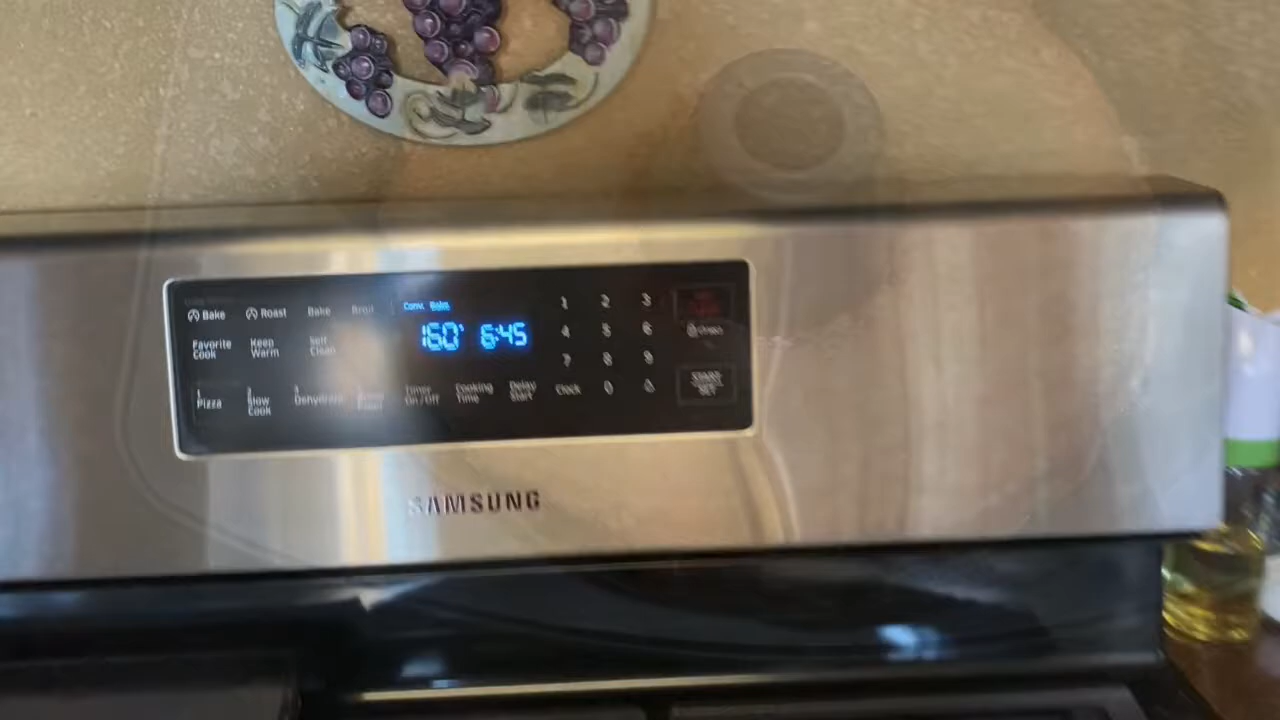 Bake Roast Bake Broil Conv. Bake 1 2 3
160° 6:45 4 5 6
Favorite Cook Keep Warm Self Clean 7 8 9
Pizza Slow Cook Dehydrate Timer On/Off Cooking Time Delay Start Clock 0
START
SET
SAMSUNG